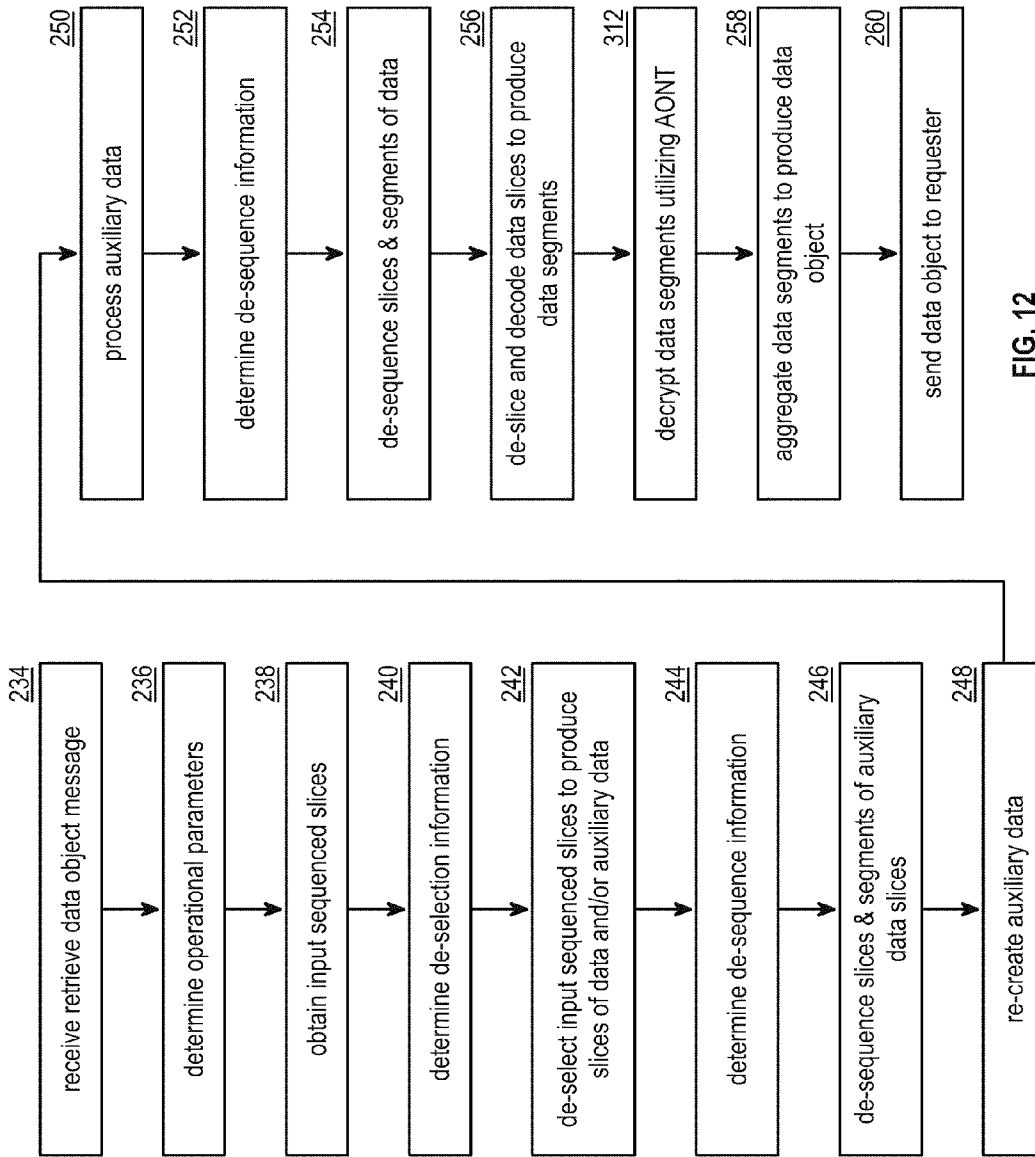 234
receive retrieve data object message
236
determine operational parameters
238
obtain input sequenced slices
240
determine de-selection information
242
de-select input sequenced slices to produce
slices of data and/or auxiliary data
244
determine de-sequence information
246
de-sequence slices & segments of auxiliary
data slices
248
re-create auxiliary data
250
process auxiliary data
252
determine de-sequence information
254
de-sequence slices & segments of data
256
de-slice and decode data slices to produce
data segments
312
decrypt data segments utilizing AONT
258
aggregate data segments to produce data
object
260
send data object to requester
FIG. 12